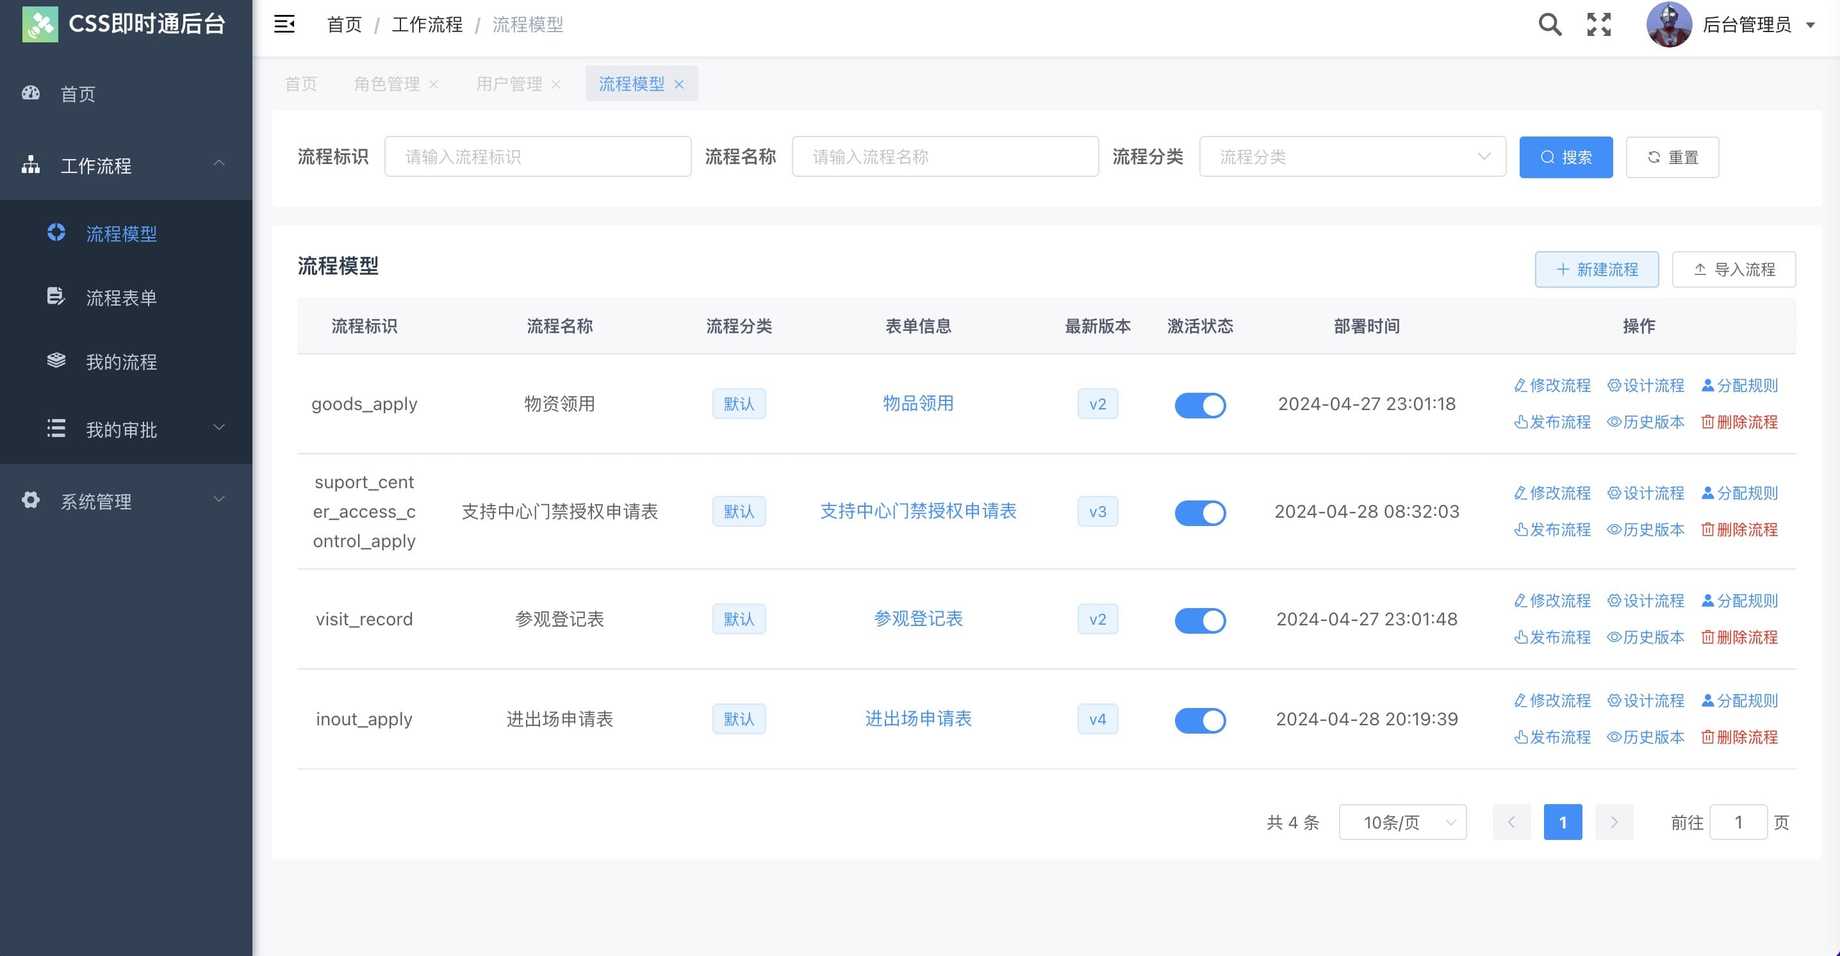 CSS即时通后台
首页
工作流程
流程模型
流程表单
我的流程
我的审批
系统管理
首页 / 工作流程 / 流程模型
后台管理员
首页 角色管理 用户管理 流程模型
流程标识 请输入流程标识 流程名称 请输入流程名称 流程分类 流程分类 搜索 重置
流程模型 新建流程 导入流程
流程标识 流程名称 流程分类 表单信息 最新版本 激活状态 部署时间 操作
goods_apply 物资领用 默认 物品领用 v2 2024-04-27 23:01:18
修改流程 设计流程 分配规则
发布流程 历史版本 删除流程
suport_cent
er_access_c
ontrol_apply
支持中心门禁授权申请表 默认 支持中心门禁授权申请表 v3 2024-04-28 08:32:03
修改流程 设计流程 分配规则
发布流程 历史版本 删除流程
visit_record 参观登记表 默认 参观登记表 v2 2024-04-27 23:01:48
修改流程 设计流程 分配规则
发布流程 历史版本 删除流程
inout_apply 进出场申请表 默认 进出场申请表 v4 2024-04-28 20:19:39
修改流程 设计流程 分配规则
发布流程 历史版本 删除流程
共 4 条 10条/页 1 前往 1 页